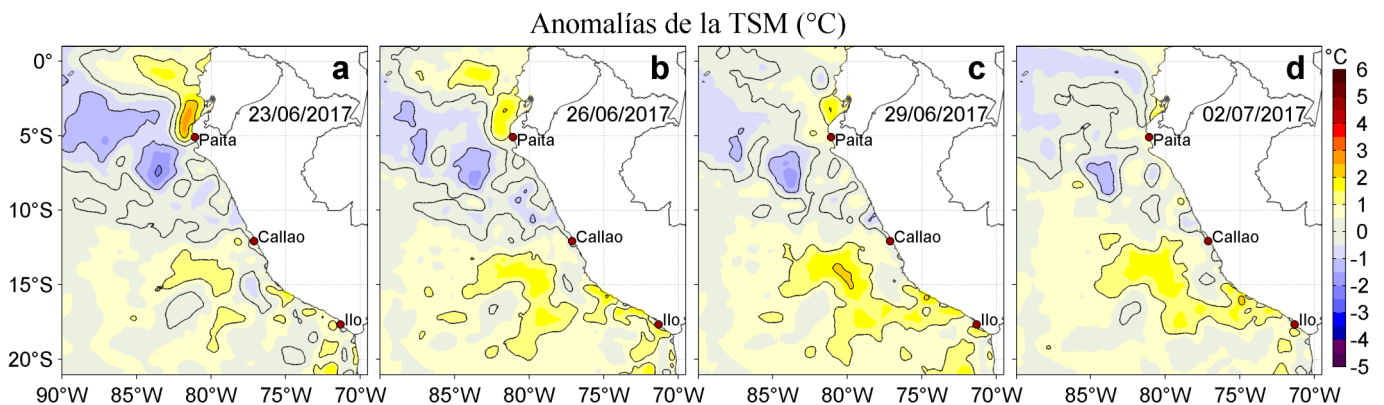 Anomalías de la TSM (°C)
a b c d °C
23/06/2017 26/06/2017 29/06/2017 02/07/2017
0°
5°S
10°S
15°S
20°S
Paita Paita Paita Paita
Callao Callao Callao Callao
Ilo Ilo Ilo Ilo
90°W 85°W 80°W 75°W 70°W 85°W 80°W 75°W 70°W 85°W 80°W 75°W 70°W 85°W 80°W 75°W 70°W
6
5
4
3
2
1
0
-1
-2
-3
-4
-5